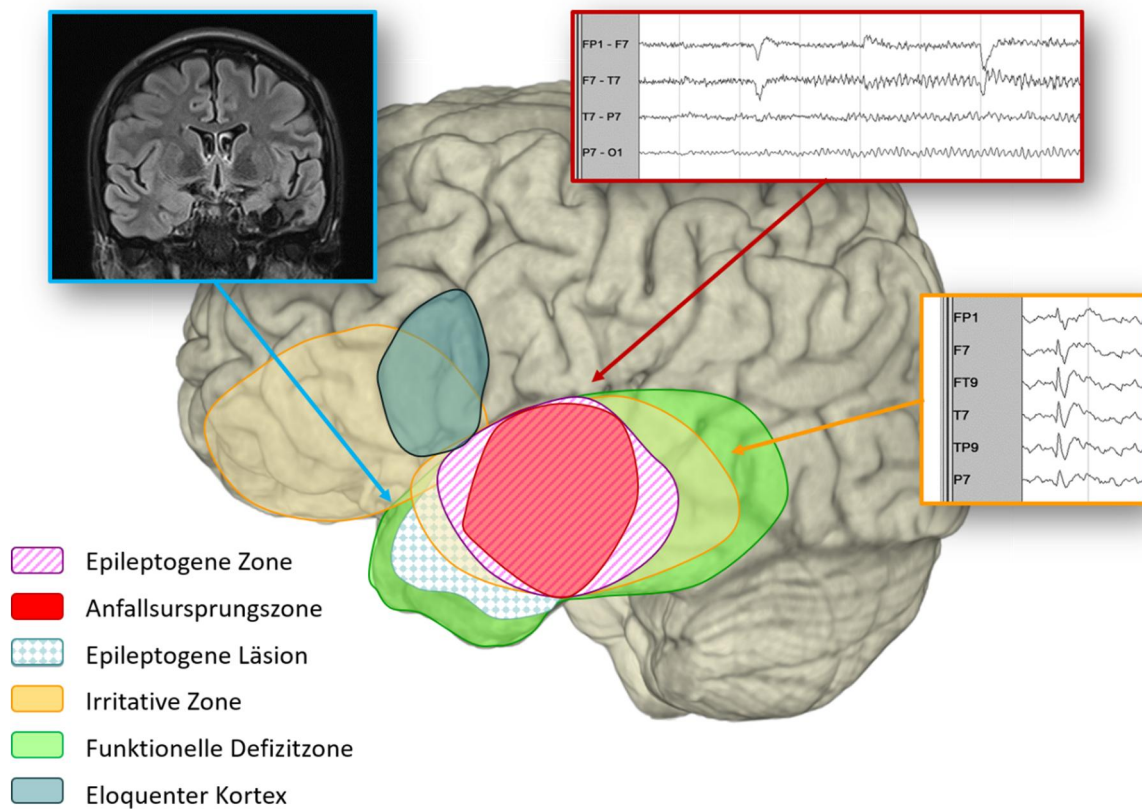 FP1 - F7
F7 - T7
T7 - P7
P7 - O1
FP1
F7
FT9
T7
TP9
P7
Epileptogene Zone
Anfallsursprungszone
Epileptogene Läsion
Irritative Zone
Funktionelle Defizitzone
Eloquenter Kortex